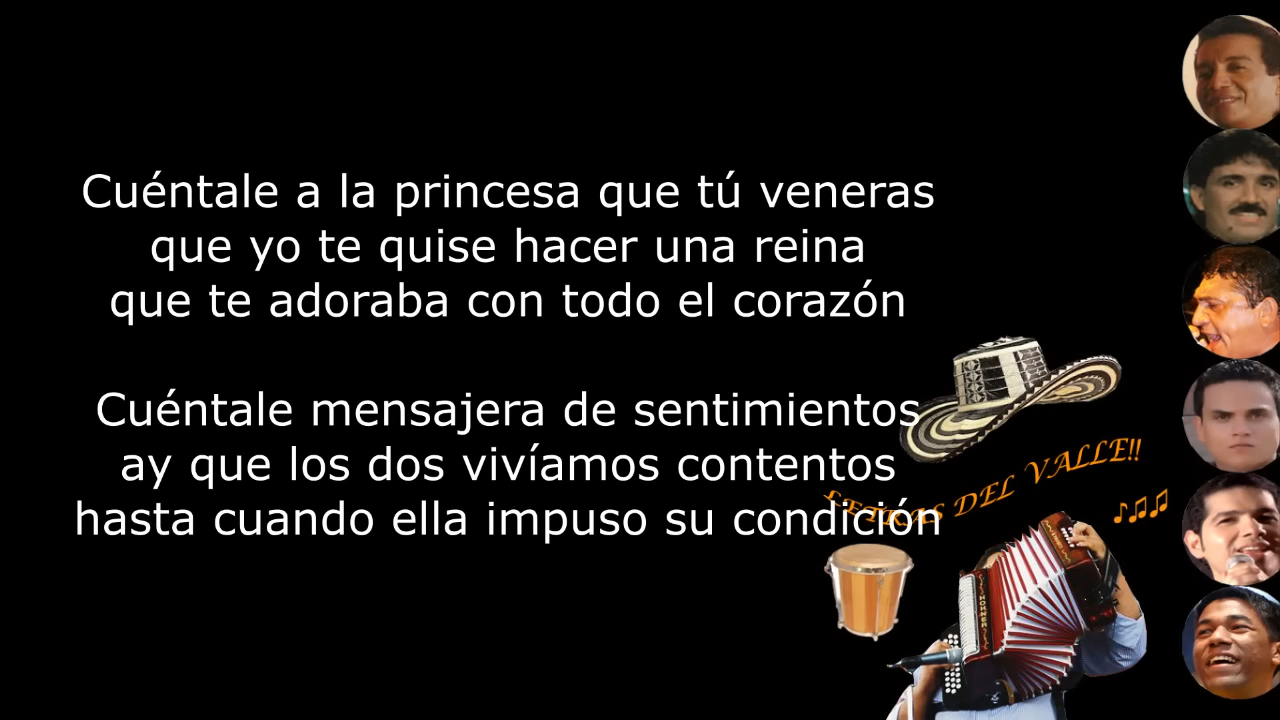 Cuéntale a la princesa que tú veneras
que yo te quise hacer una reina
que te adoraba con todo el corazón
Cuéntale mensajera de sentimientos
ay que los dos vivíamos contentos
hasta cuando ella impuso su condición
LETRAS DEL VALLE!!
HOHNER